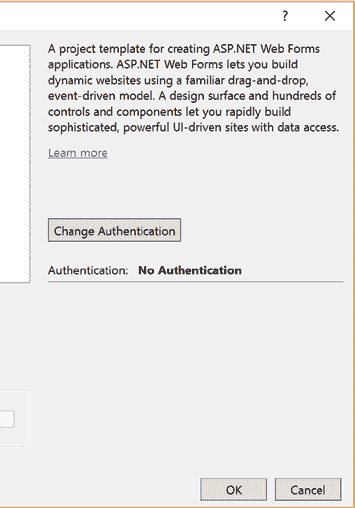 ?
A project template for creating ASP.NET Web Forms
applications. ASP.NET Web Forms lets you build
dynamic websites using a familiar drag-and-drop,
event-driven model. A design surface and hundreds of
controls and components let you rapidly build
sophisticated, powerful UI-driven sites with data access.
Learn more
Change Authentication
Authentication: No Authentication
OK Cancel